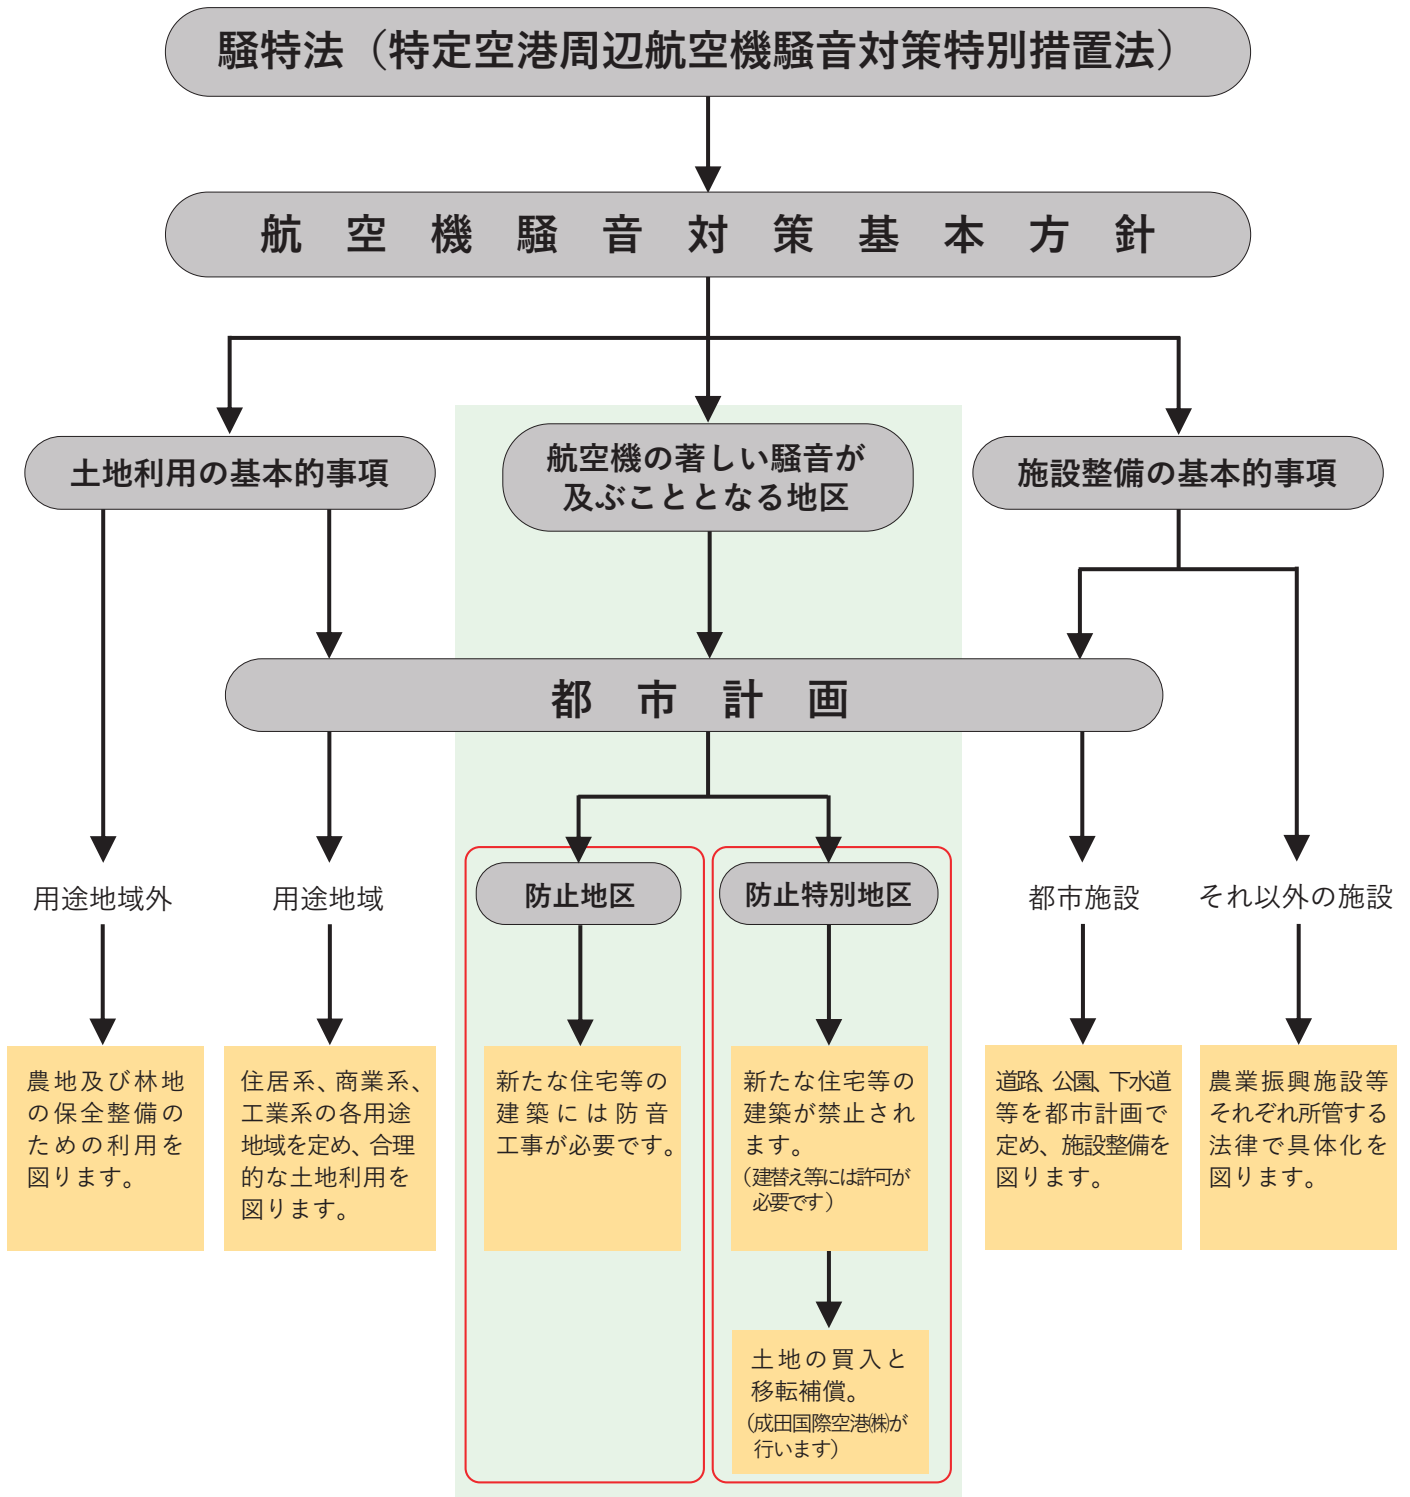 騒特法（特定空港周辺航空機騒音対策特別措置法）
航空機騒音対策基本方針
土地利用の基本的事項
航空機の著しい騒音が
及ぶこととなる地区
施設整備の基本的事項
都市計画
用途地域外
用途地域
防止地区
防止特別地区
都市施設
それ以外の施設
農地及び林地
の保全整備の
ための利用を
図ります。
住居系、商業系、
工業系の各用途
地域を定め、合理
的な土地利用を
図ります。
新たな住宅等の
建築には防音
工事が必要です。
新たな住宅等の
建築が禁止され
ます。
（建替え等には許可が
必要です）
道路、公園、下水道
等を都市計画で
定め、施設整備を
図ります。
農業振興施設等
それぞれ所管する
法律で具体化を
図ります。
土地の買入と
移転補償。
（成田国際空港㈱が
行います）